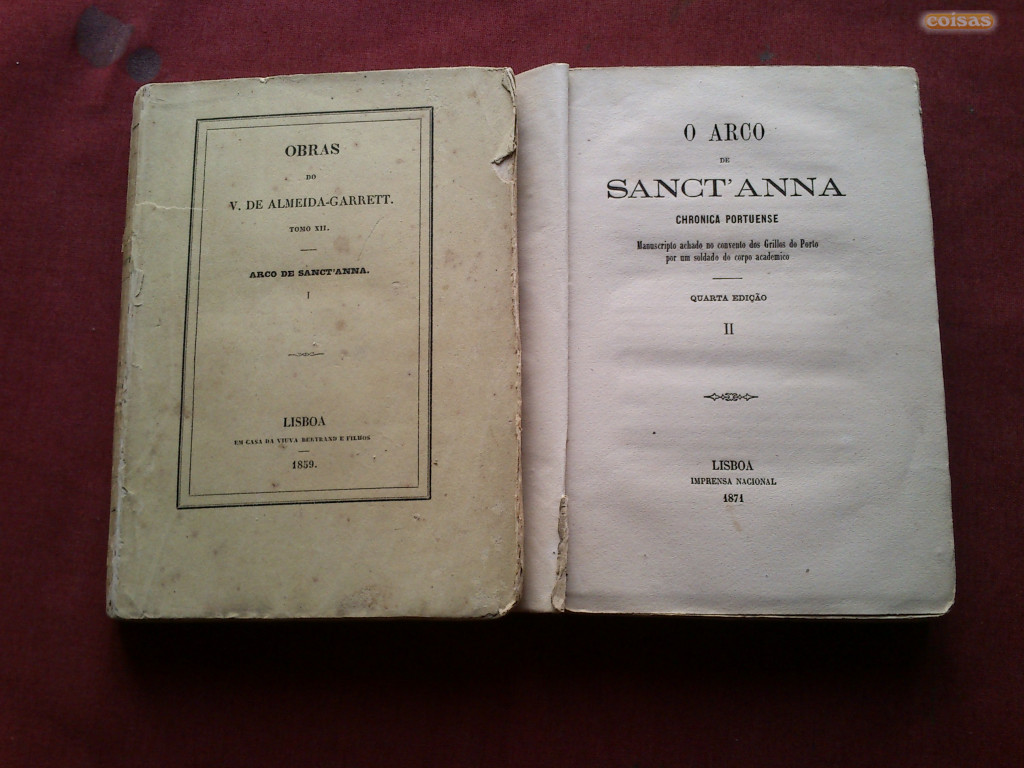 OBRAS
DO
V. DE ALMEIDA-GARRETT.
TOMO XII.
ARCO DE SANCT'ANNA.
I
LISBOA
EM CASA DA VIUVA BERTRAND E FILHOS
1859.
O ARCO
DE
SANCT'ANNA
CHRONICA PORTUENSE
Manuscripto achado no convento dos Grillos do Porto
por um soldado do corpo academico
QUARTA EDIÇÃO
II
LISBOA
IMPRENSA NACIONAL
1871
coisas